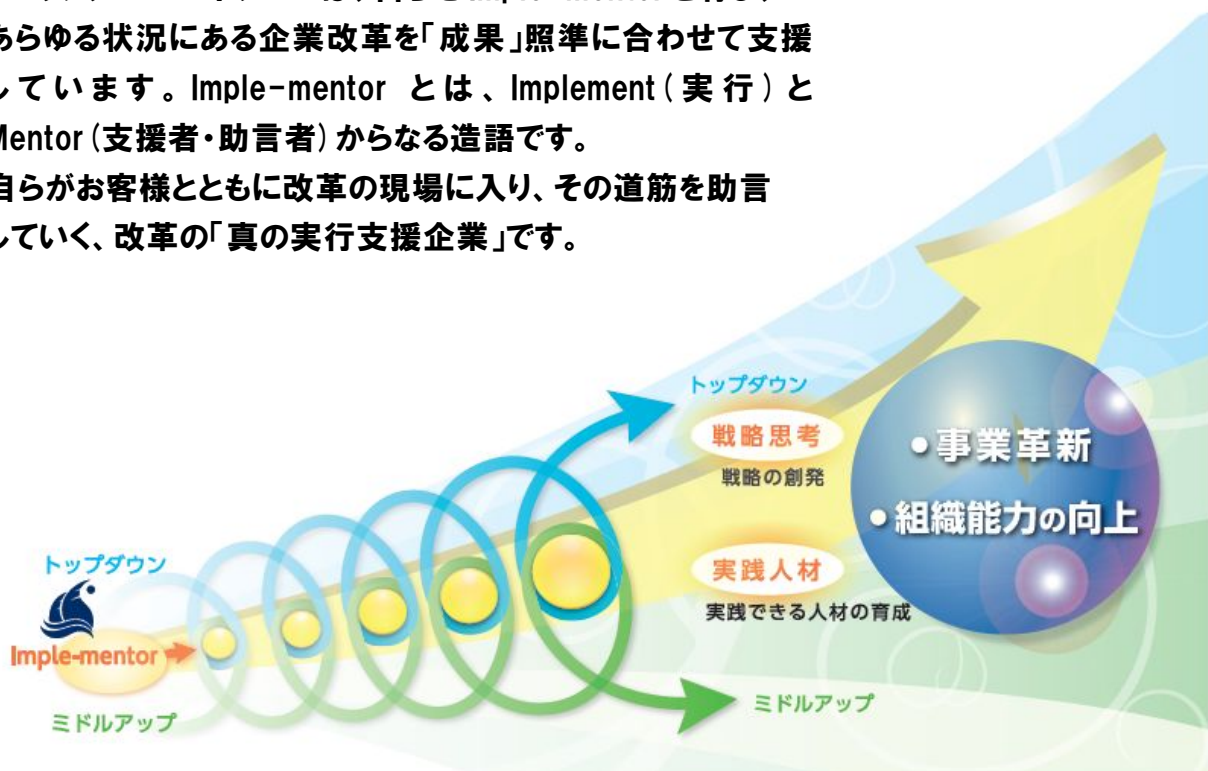 あらゆる状況にある企業改革を「成果」照準に合わせて支援
しています。Imple-mentor とは、Implement(実行)と
Mentor(支援者・助言者)からなる造語です。
自らがお客様とともに改革の現場に入り、その道筋を助言
していく、改革の「真の実行支援企業」です。
トップダウン
戦略思考
戦略の創発
•事業革新
•組織能力の向上
トップダウン
Imple-mentor
ミドルアップ
実践人材
実践できる人材の育成
ミドルアップ